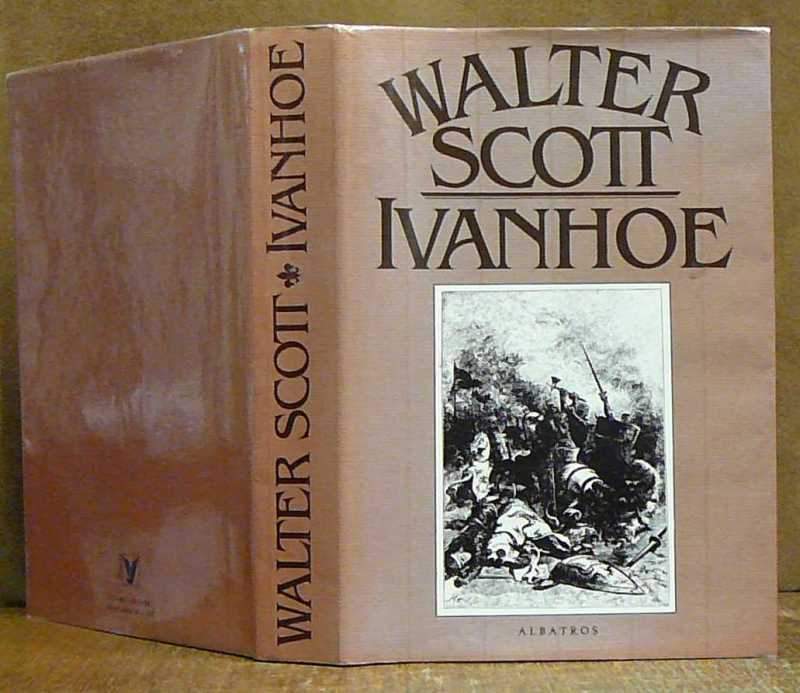 WALTER SCOTT IVANHOE
WALTER
SCOTT
IVANHOE
ALBATROS